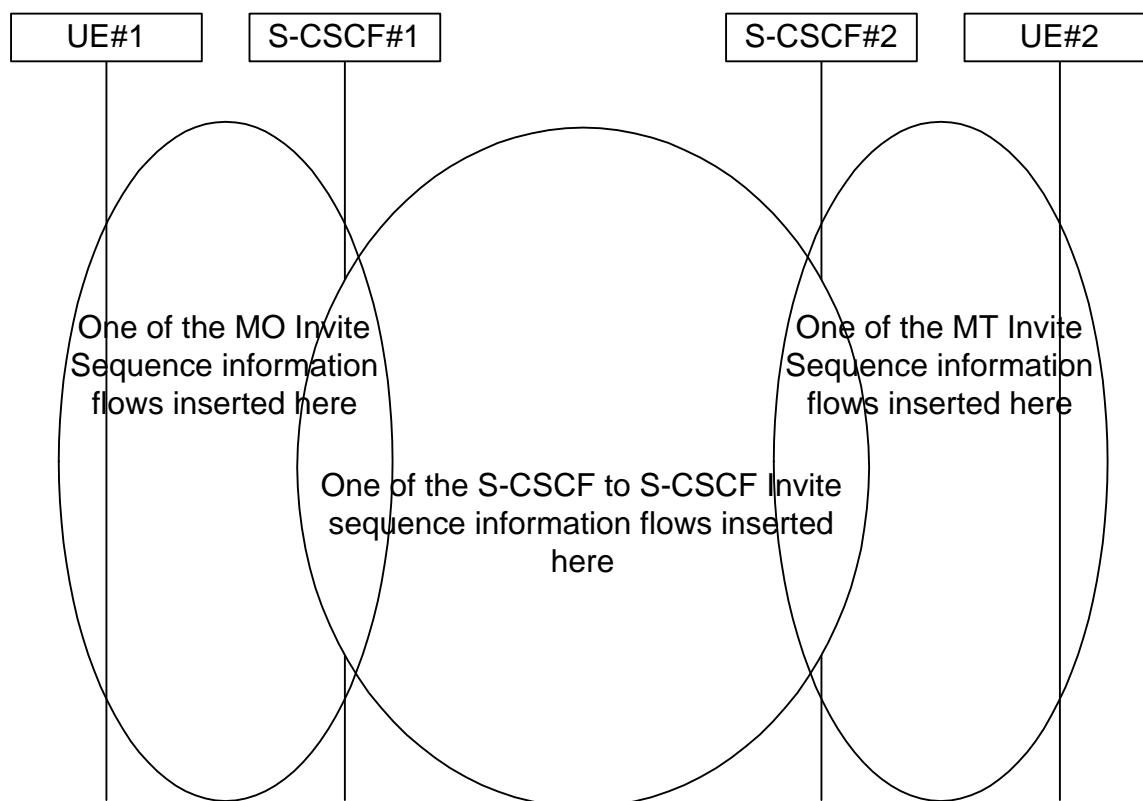 UE#1
S-CSCF#1
S-CSCF#2
UE#2
One of the MO Invite
Sequence information
flows inserted here
One of the MT Invite
Sequence information
flows inserted here
One of the S-CSCF to S-CSCF Invite
sequence information flows inserted
here